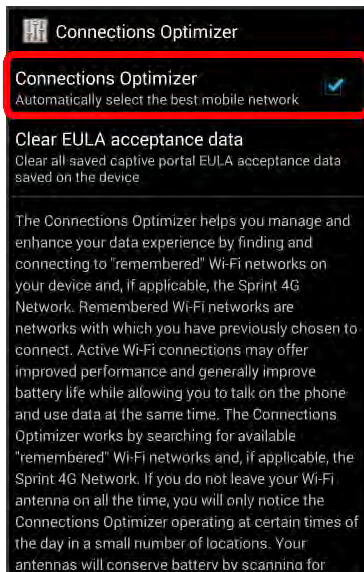 Connections Optimizer
Connections Optimizer
Automatically select the best mobile network
Clear EULA acceptance data
Clear all saved captive portal EULA acceptance data
saved on the device
The Connections Optimizer helps you manage and
enhance your data experience by finding and
connecting to "remembered" Wi-Fi networks on
your device and, if applicable, the Sprint 4G
Network. Remembered Wi-Fi networks are
networks with which you have previously chosen to
connect. Active Wi-Fi connections may offer
improved performance and generally improve
battery life while allowing you to talk on the phone
and use data at the same time. The Connections
Optimizer works by searching for available
"remembered" Wi-Fi networks and, if applicable, the
Sprint 4G Network. If you do not leave your Wi-Fi
antenna on all the time, you will only notice the
Connections Optimizer operating at certain times of
the day in a small number of locations. Your
antennas will conserve battery by scanning for